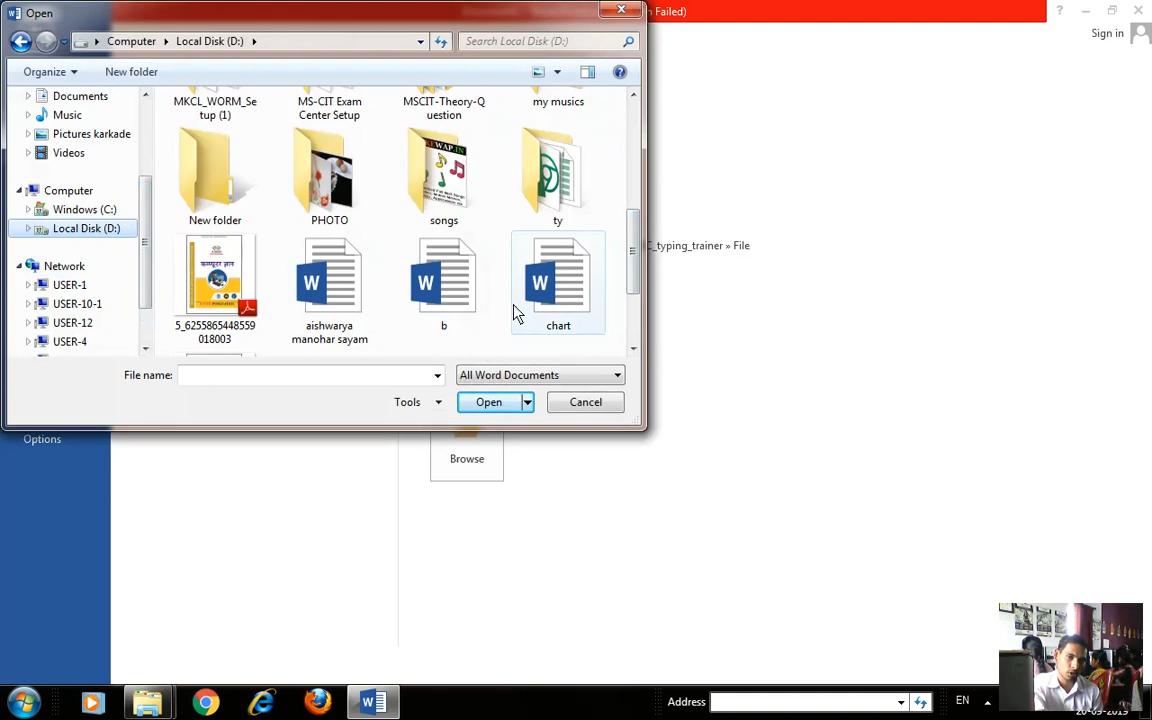 Open
n Failed)
Sign in
Computer
Local Disk (D:)
Search Local Disk (D:)
Organize
New folder
Documents
Music
Pictures karkade
Videos
Computer
Windows (C:)
Local Disk (D:)
Network
USER-1
USER-10-1
USER-12
USER-4
MKCL_WORM_Se
tup (1)
MS-CIT Exam
Center Setup
MSCIT-Theory-Q
uestion
my musics
New folder
PHOTO
songs
ty
5_6255865448559
018003
aishwarya
manohar sayam
b
chart
C_typing_trainer » File
File name:
All Word Documents
Tools
Open
Cancel
Options
Browse
Address
EN